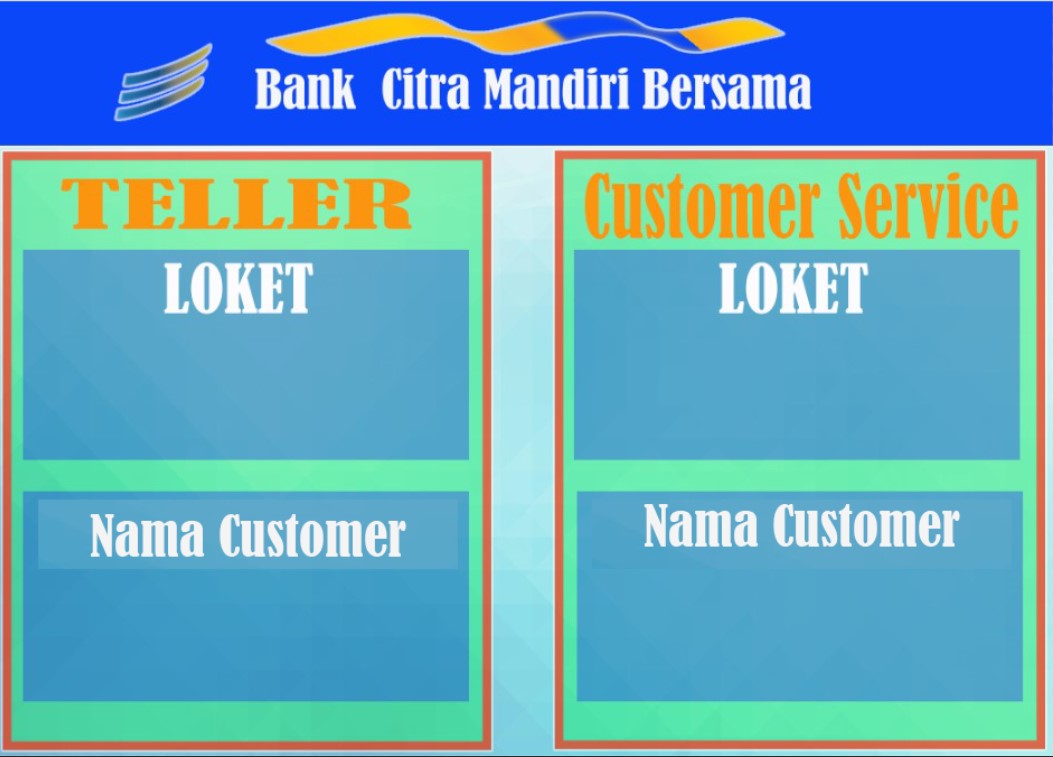 Bank Citra Mandiri Bersama
TELLER
LOKET
Nama Customer
Customer Service
LOKET
Nama Customer